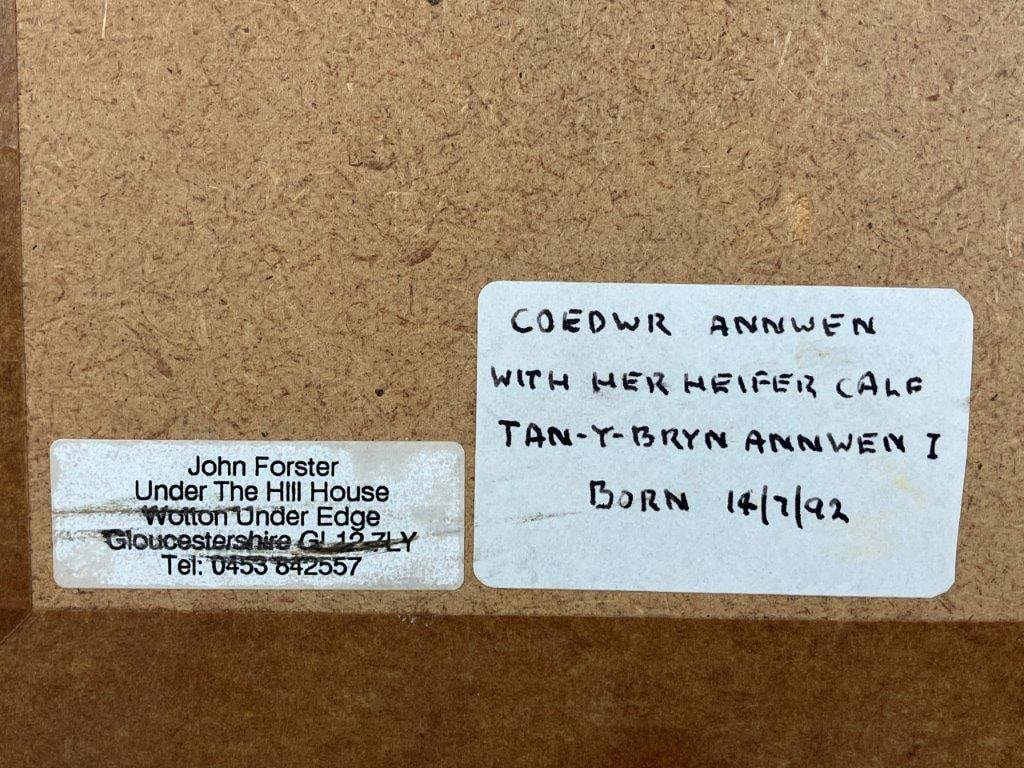 John Forster
Under The Hill House
Wotton Under Edge
Gloucestershire GL12 7LY
Tel: 0453 842557
COEDWR ANNWEN
WITH HER HEIFER CALF
TAN-Y-BRYN ANNWEN I
BORN 14/7/92